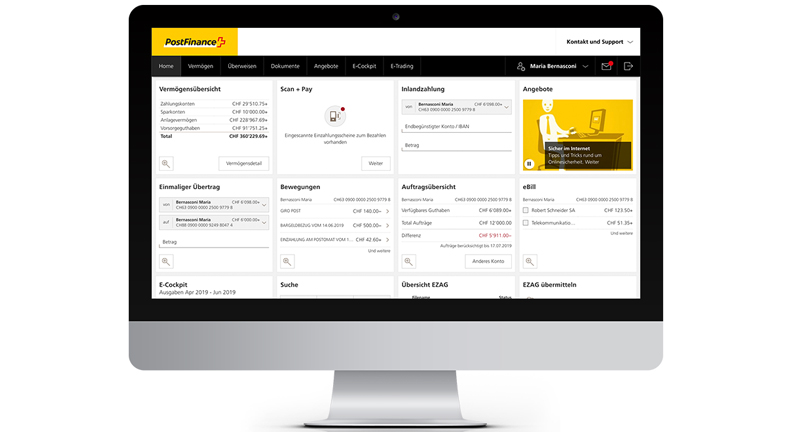 PostFinance
Kontakt und Support
Home Vermögen Überweisen Dokumente Angebote E-Cockpit E-Trading Maria Bernasconi
Vermögensübersicht
Zahlungskonten CHF 29'510.75+
Sparkonten CHF 10'000.00+
Anlagevermögen CHF 228'967.69+
Vorsorgeguthaben CHF 91'751.25+
Total CHF 360'229.69+
Vermögensdetail
Scan + Pay
Eingescannte Einzahlungsscheine zum Bezahlen
vorhanden
Weiter
Inlandzahlung
von Bernasconi Maria CHF 6'098.00+
CH63 0900 0000 2500 9779 8
Endbegünstigter Konto / IBAN
Betrag
Angebote
Sicher im Internet
Tipps und Tricks rund um
Onlinesicherheit. Weiter
Einmaliger Übertrag
von Bernasconi Maria CHF 6'098.00+
CH63 0900 0000 2500 9779 8
auf Bernasconi Maria CHF 6'000.00+
CH88 0900 0000 9249 8047 4
Betrag
Bewegungen
Bernasconi Maria CH63 0900 0000 2500 9779 8
GIRO POST CHF 140.00–
BARGELDBEZUG VOM 14.06.2019 CHF 500.00–
EINZAHLUNG AM POSTOMAT VOM 1... CHF 42.60+
Und weitere
Auftragsübersicht
Bernasconi Maria CH63 0900 0000 2500 9779 8
Verfügbares Guthaben CHF 6'089.00+
Total Aufträge CHF 12'000.00
Differenz CHF 5'911.00–
Aufträge berücksichtigt bis 17.07.2019
Anderes Konto
eBill
Bernasconi Maria CH63 0900 0000 2500 9779 8
Robert Schneider SA CHF 123.50+
Telekommunikatio... CHF 51.35+
Und weitere
E-Cockpit
Ausgaben Apr 2019 - Jun 2019
Suche
Übersicht EZAG
Filename Status
EZAG übermitteln